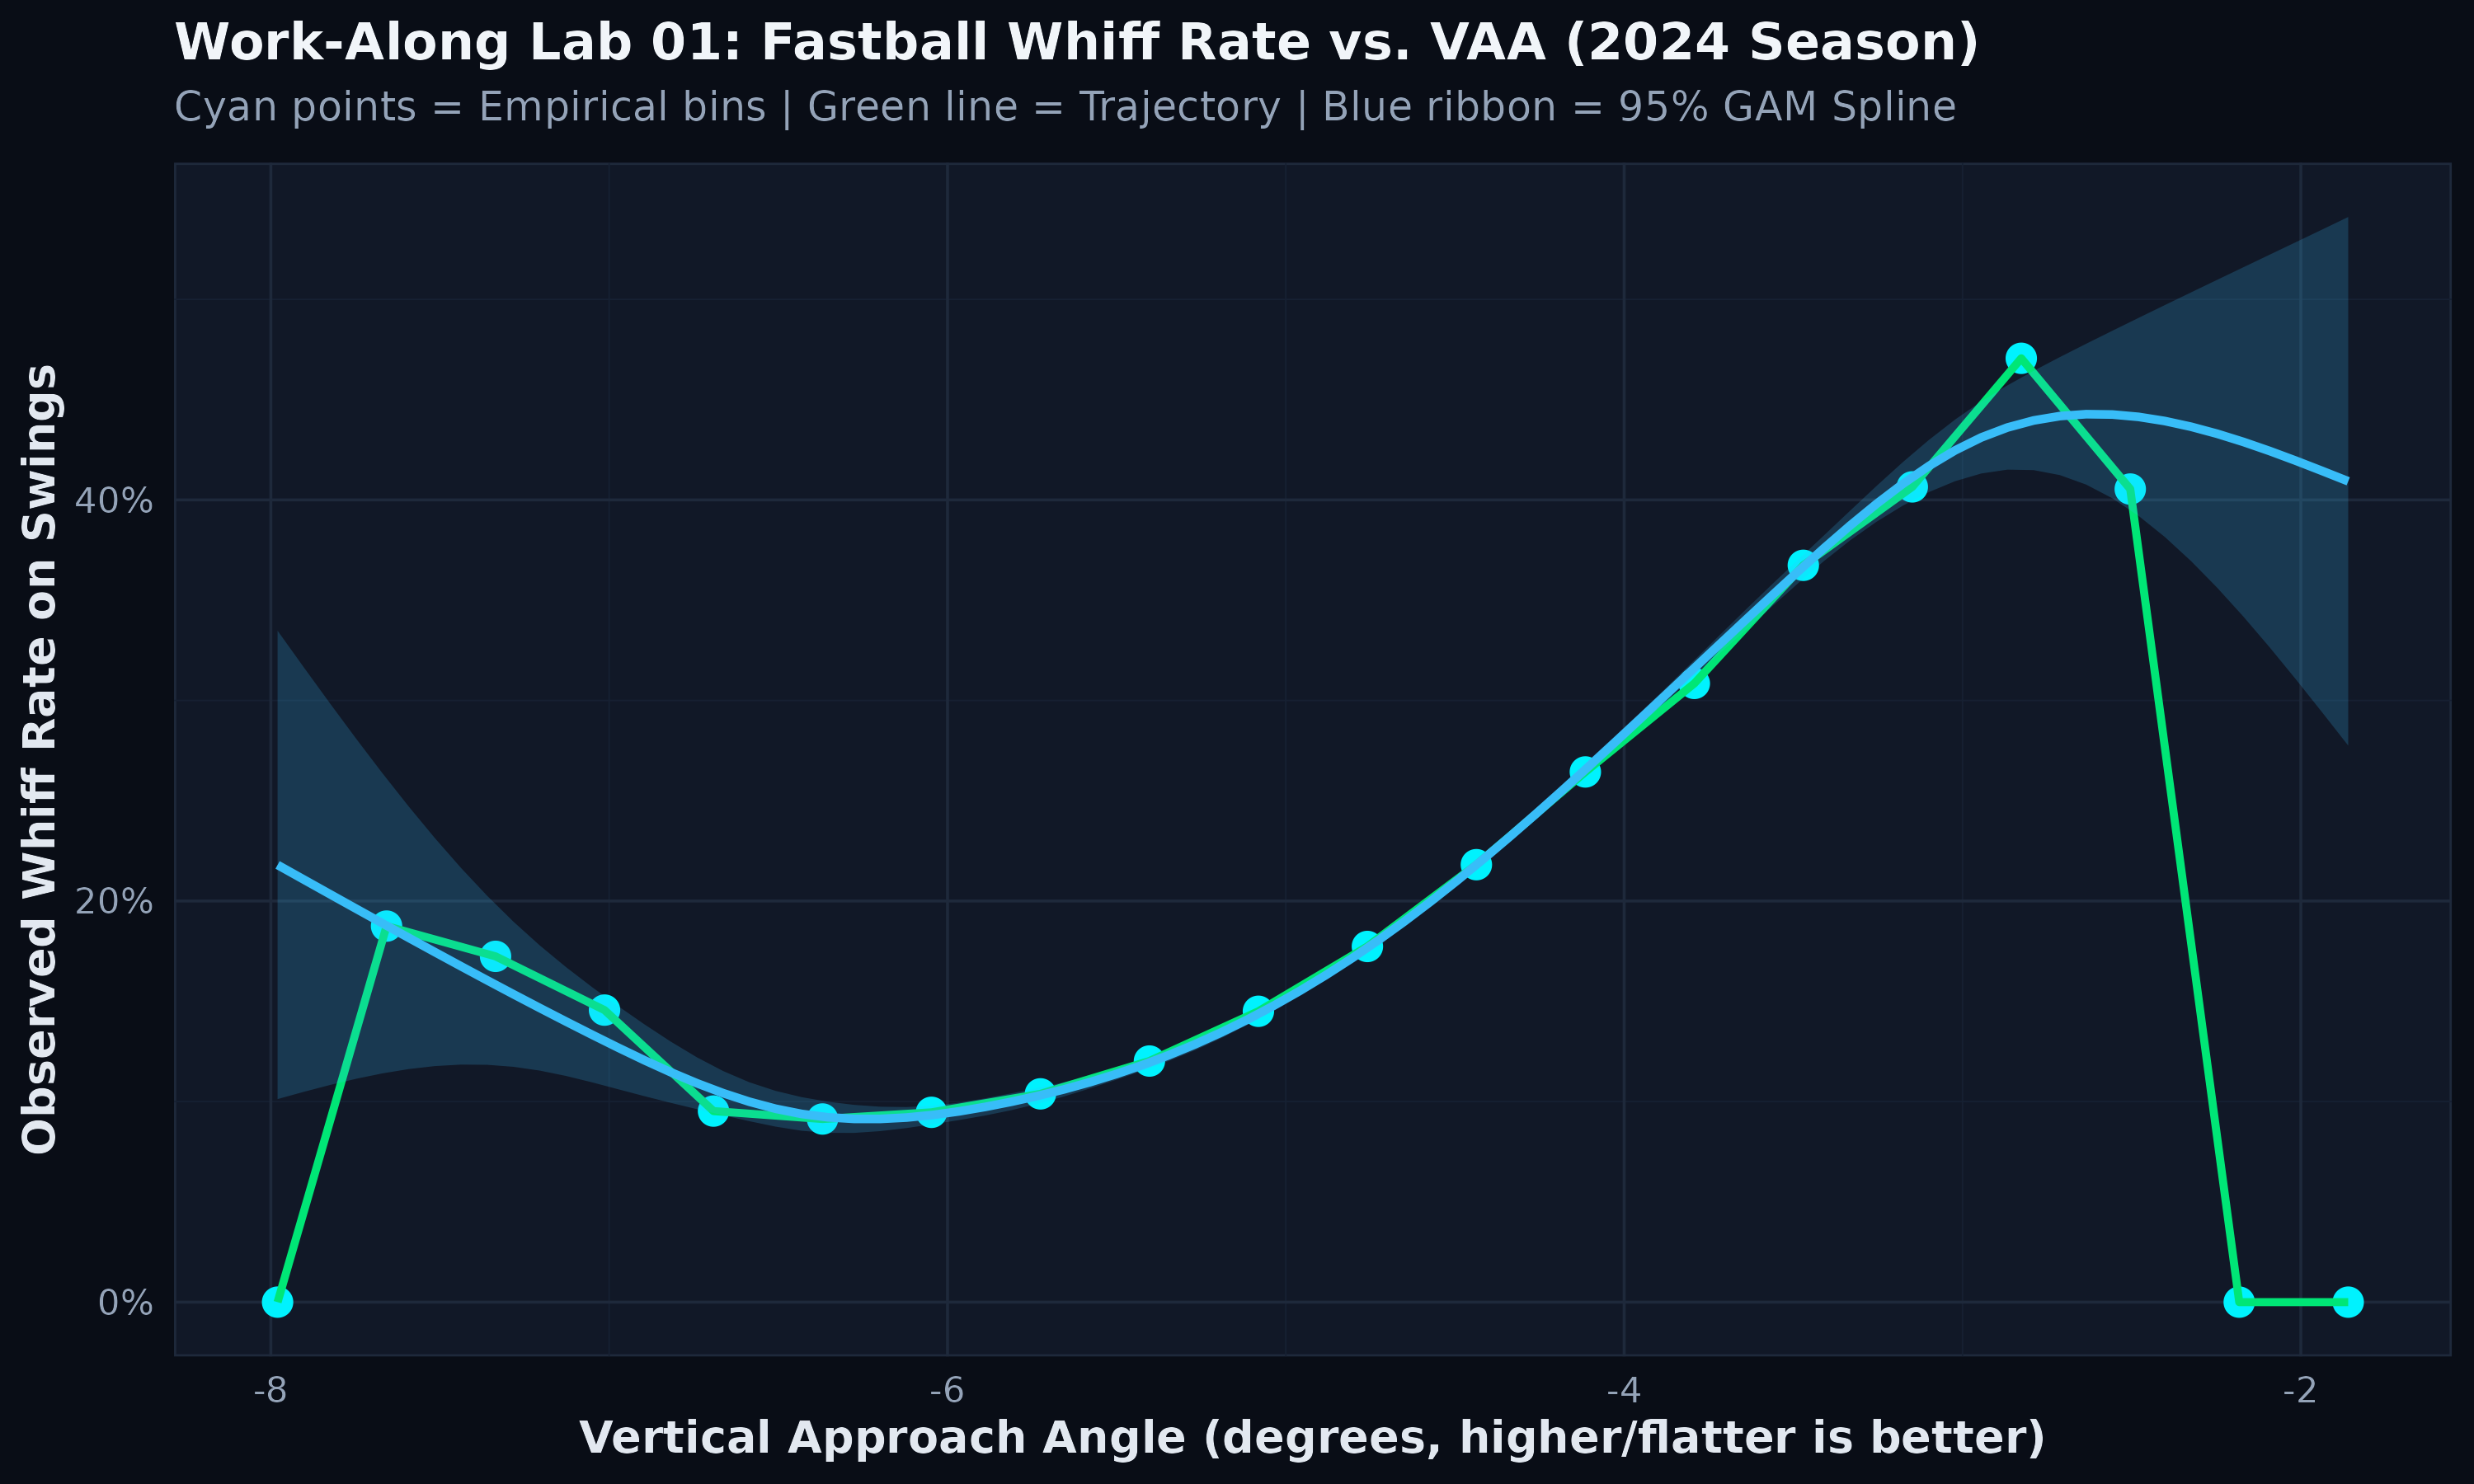 Work-Along Lab 01: Fastball Whiff Rate vs. VAA (2024 Season)
Cyan points = Empirical bins | Green line = Trajectory | Blue ribbon = 95% GAM Spline
Observed Whiff Rate on Swings
40%
20%
0%
-8
-6
-4
-2
Vertical Approach Angle (degrees, higher/flatter is better)